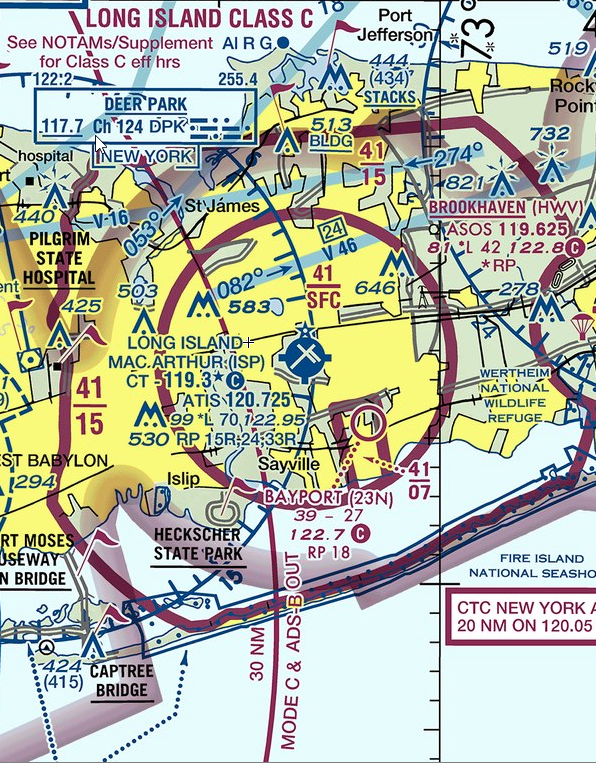 LONG ISLAND CLASS C
See NOTAMs/Supplement
for Class C eff hrs
122.2
255.4
DEER PARK
117.7 Ch 124 DPK
NEW YORK
hospital
Port
Jefferson
18
73
519
Rocky
Point
444
(434)
STACKS
513
BLDG
41
15
274°
732
821
BROOKHAVEN (HWV)
ASOS 119.625
81 *L 42 122.8 C
*RP
278
440
V-16
053°
St James
24
V 46
PILGRIM
STATE
HOSPITAL
082°
583
41
SFC
646
503
425
LONG ISLAND
MAC ARTHUR (ISP)
CT - 119.3 * C
ATIS 120.725
99 *L 70 122.95
RP 15R,24,33R
530
41
15
WERTHEIM
NATIONAL
WILDLIFE
REFUGE
294
Islip
Sayville
41
07
BAYPORT (23N)
39 - 27
122.7 C
RP 18
HECKSCHER
STATE PARK
15
FIRE ISLAND
NATIONAL SEASHO
CTC NEW YORK A
20 NM ON 120.05
30 NM
MODE C & ADS-B OUT
424
(415)
CAPTREE
BRIDGE